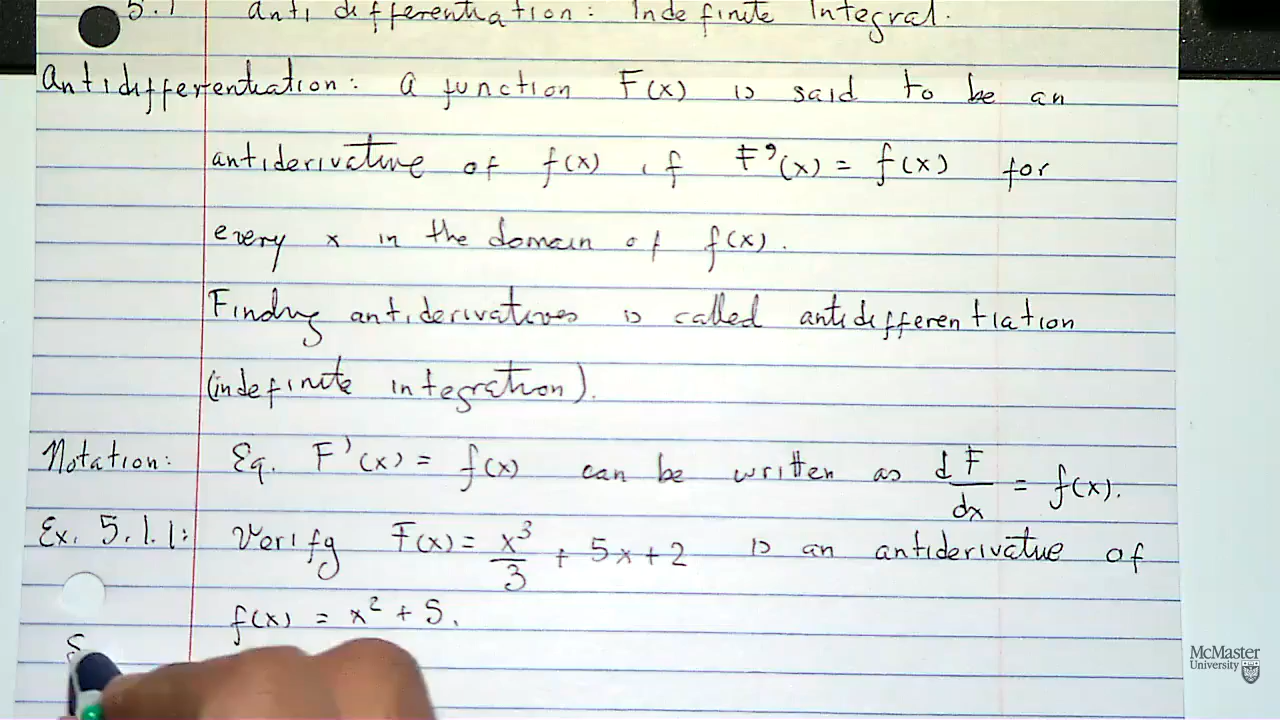 5.1 Antidifferentiation: Indefinite Integral.
Antidifferentiation: A function F(x) is said to be an
antiderivative of f(x) if F'(x) = f(x) for
every x in the domain of f(x).
Finding antiderivatives is called antidifferentiation
(indefinite integration).
Notation: Eq. F'(x) = f(x) can be written as dF/dx = f(x).
Ex. 5.1.1: Verify F(x) = x³/3 + 5x + 2 is an antiderivative of
f(x) = x² + 5.
S
McMaster
University